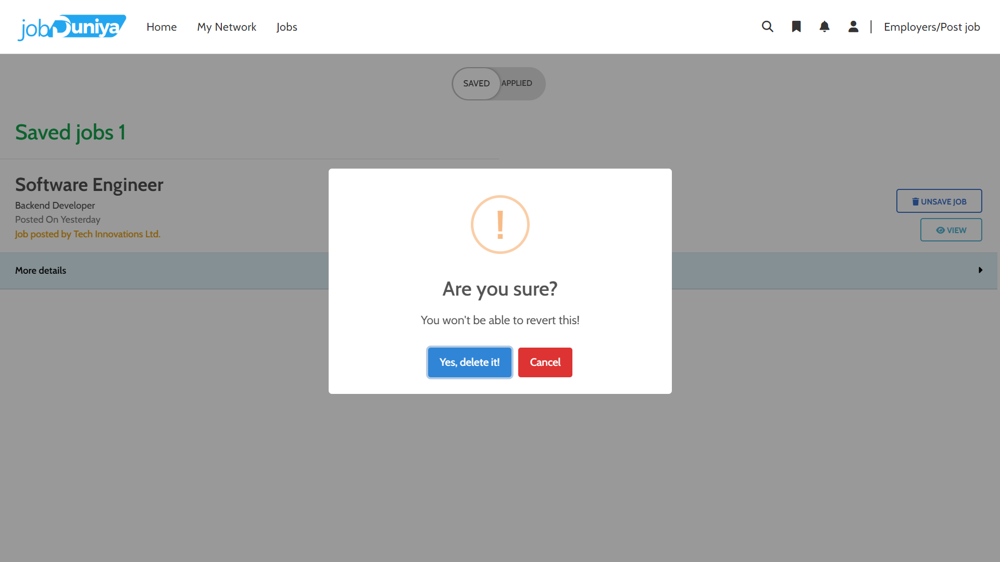 jobDuniya Home My Network Jobs Employers/Post job
SAVED APPLIED
Saved jobs 1
Software Engineer
Backend Developer
Posted On Yesterday
Job posted by Tech Innovations Ltd.
UNSAVE JOB
VIEW
More details
!
Are you sure?
You won't be able to revert this!
Yes, delete it! Cancel